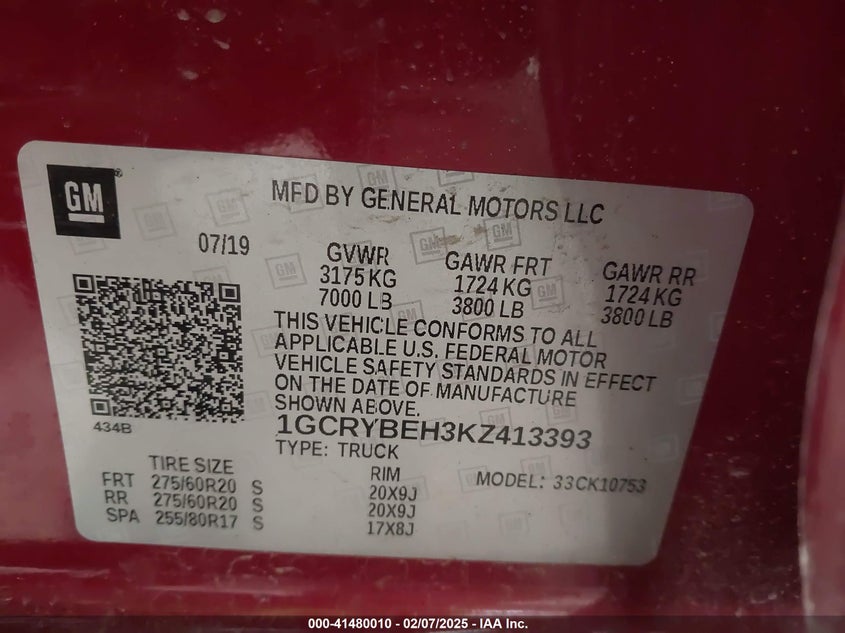 GM
MFD BY GENERAL MOTORS LLC
07/19
GVWR
3175 KG
7000 LB
GAWR FRT
1724 KG
3800 LB
GAWR RR
1724 KG
3800 LB
THIS VEHICLE CONFORMS TO ALL
APPLICABLE U.S. FEDERAL MOTOR
VEHICLE SAFETY STANDARDS IN EFFECT
ON THE DATE OF MANUFACTURE
SHOWN ABOVE.
434B
1GCRYBEH3KZ413393
TYPE: TRUCK
MODEL: 33CK10753
TIRE SIZE
RIM
FRT 275/60R20 S 20X9J
RR 275/60R20 S 20X9J
SPA 255/80R17 S 17X8J
000-41480010 - 02/07/2025 - IAA Inc.